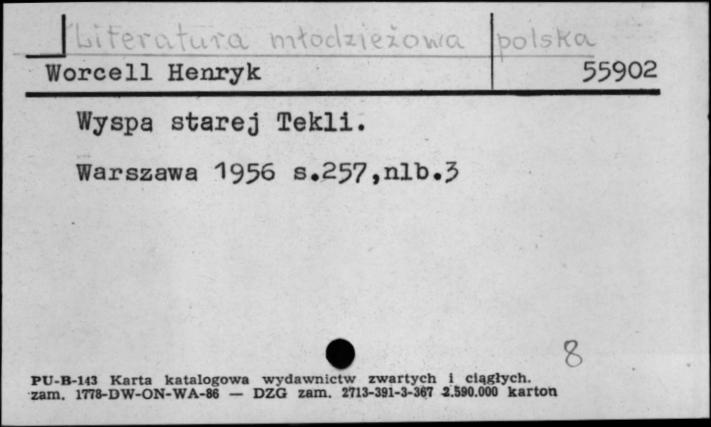 Literatura młodzieżowa polska
Worcell Henryk 55902
Wyspa starej Tekli.
Warszawa 1956 s.257,nlb.3
8
PU-B-143 Karta katalogowa wydawnictw zwartych i ciągłych.
zam. 1778-DW-ON-WA-86 — DZG zam. 2713-391-3-367 2.590.000 karton